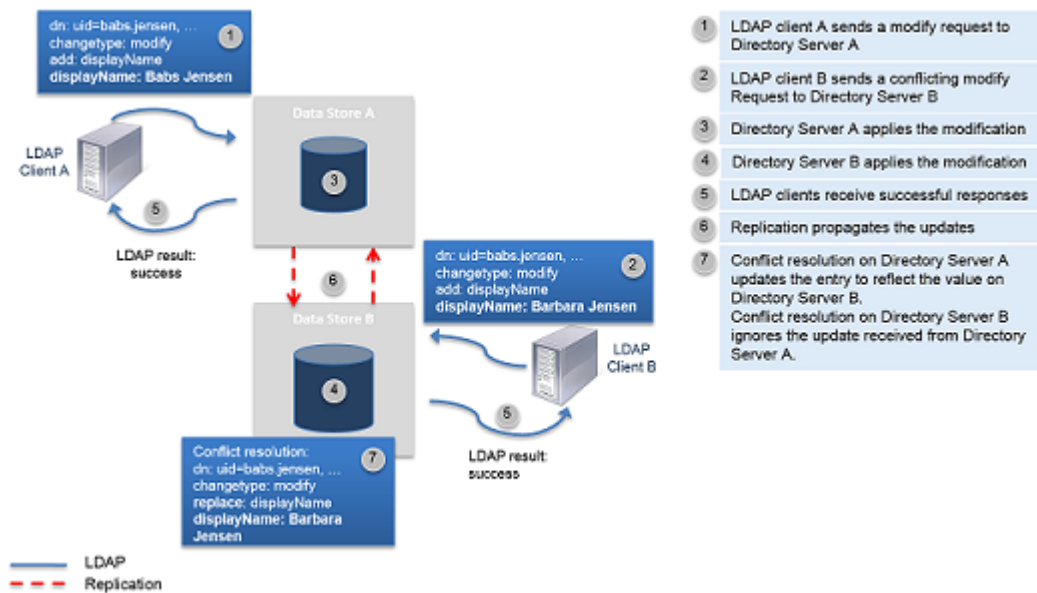 dn: uid=babs.jensen, ...
changetype: modify
add: displayName
displayName: Babs Jensen
1
LDAP
Client A
Data Store A
3
5
LDAP result:
success
6
dn: uid=babs.jensen, ...
changetype: modify
add: displayName
displayName: Barbara Jensen
2
Data Store B
4
LDAP
Client B
5
LDAP result:
success
Conflict resolution:
dn: uid=babs.jensen, ...
changetype: modify
replace: displayName
displayName: Barbara
Jensen
7
LDAP
Replication
1
LDAP client A sends a modify request to
Directory Server A
2
LDAP client B sends a conflicting modify
Request to Directory Server B
3
Directory Server A applies the modification
4
Directory Server B applies the modification
5
LDAP clients receive successful responses
6
Replication propagates the updates
7
Conflict resolution on Directory Server A
updates the entry to reflect the value on
Directory Server B.
Conflict resolution on Directory Server B
ignores the update received from Directory
Server A.